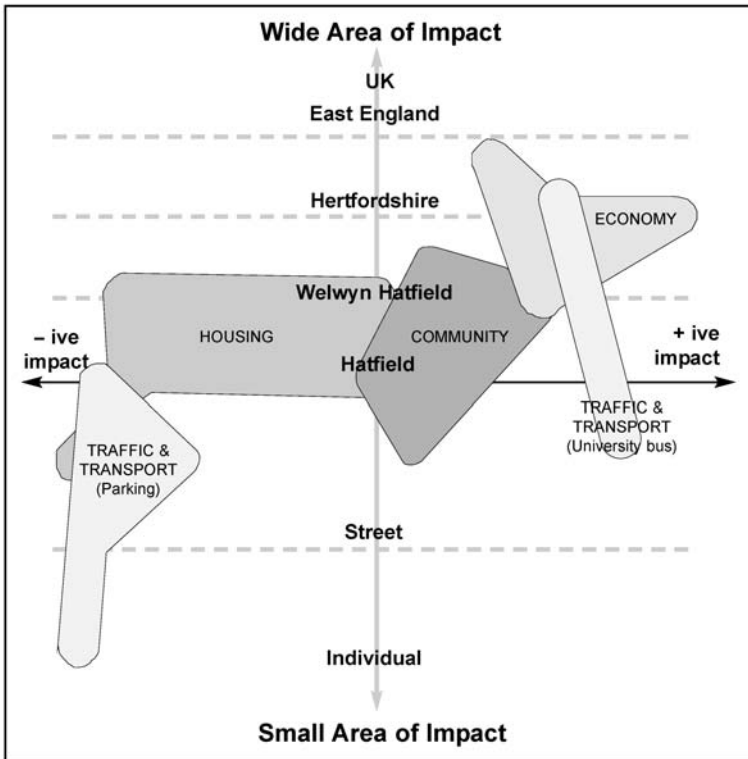 Wide Area of Impact
UK
East England
Hertfordshire
ECONOMY
Welwyn Hatfield
– ive
impact
HOUSING
COMMUNITY
+ ive
impact
Hatfield
TRAFFIC &
TRANSPORT
(University bus)
TRAFFIC &
TRANSPORT
(Parking)
Street
Individual
Small Area of Impact